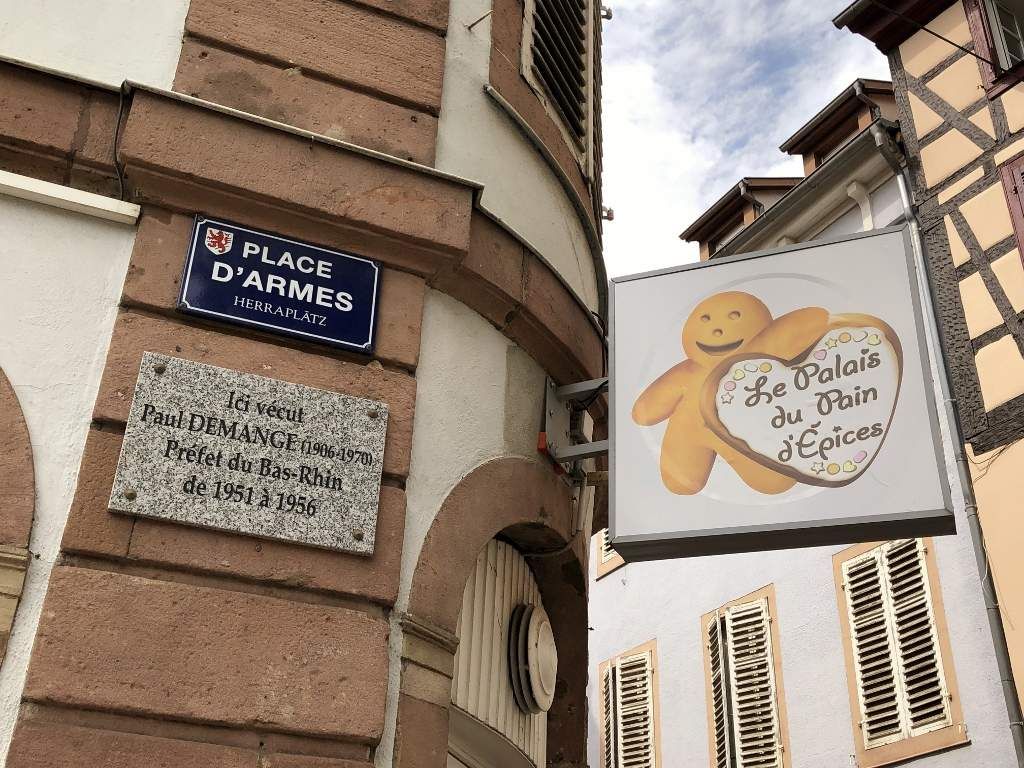 PLACE
D'ARMES
HERRAPLÀTZ
Ici vécut
Paul DEMANGE (1906-1970)
Préfet du Bas-Rhin
de 1951 à 1956
Le Palais
du Pain
d'Épices